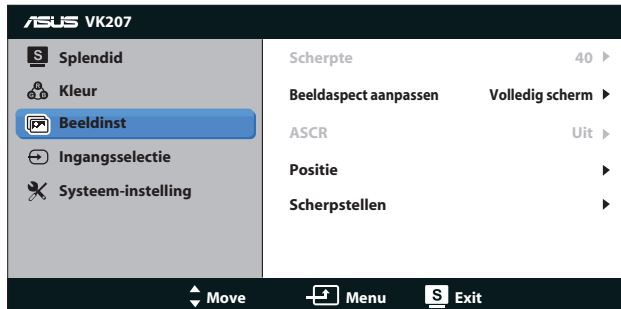 ASUS VK207
S Splendid
Kleur
Beeldinst
Ingangsselectie
Systeem-instelling
Scherpte 40
Beeldaspect aanpassen Volledig scherm
ASCR Uit
Positie
Scherpstellen
Move Menu S Exit